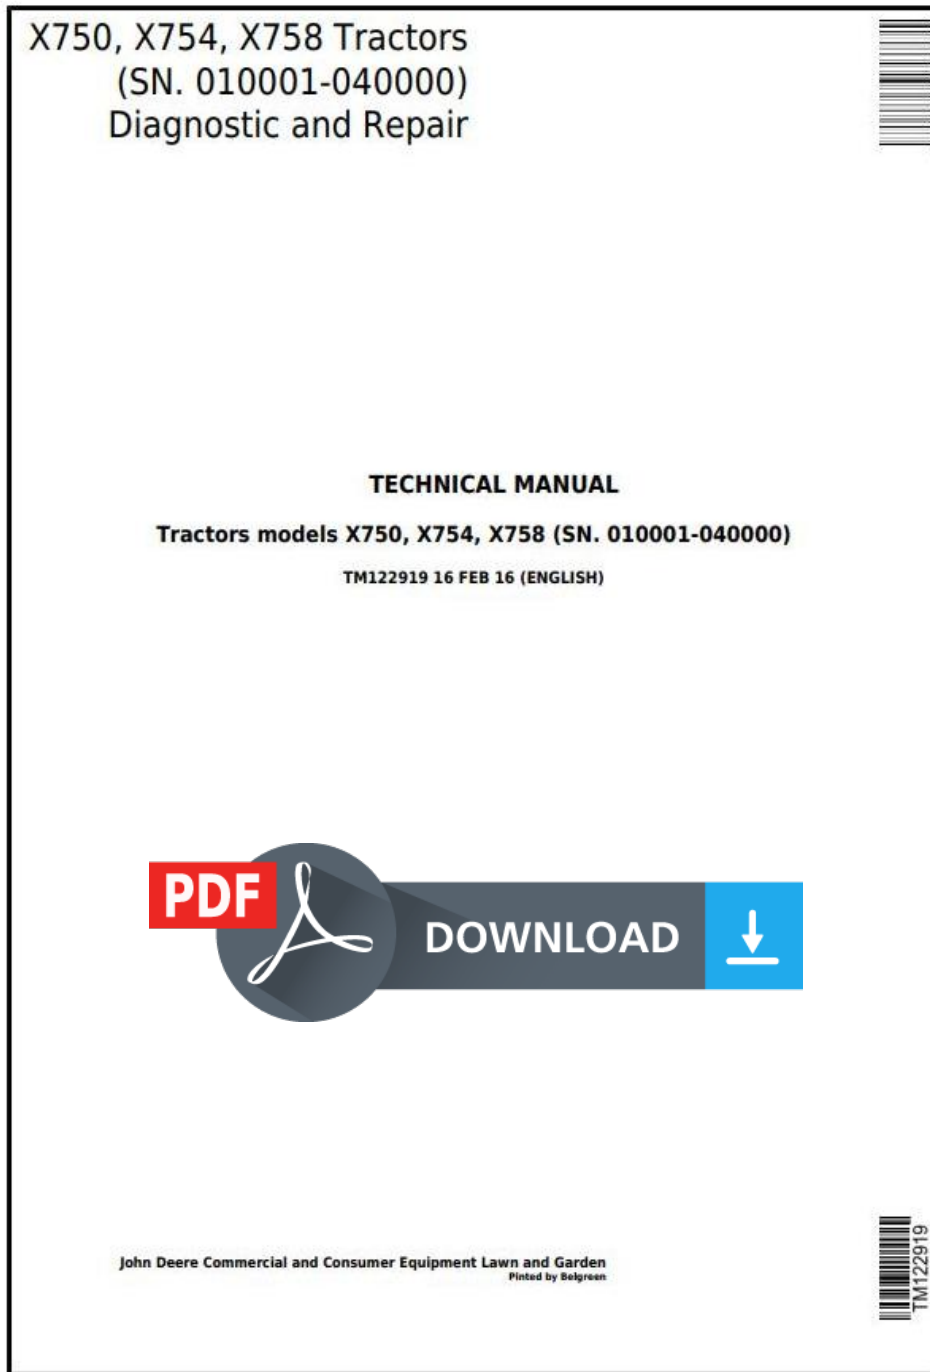 X750, X754, X758 Tractors
(SN. 010001-040000)
Diagnostic and Repair
TECHNICAL MANUAL
Tractors models X750, X754, X758 (SN. 010001-040000)
TM122919 16 FEB 16 (ENGLISH)
PDF
DOWNLOAD
John Deere Commercial and Consumer Equipment Lawn and Garden
Pinted by Belgreen
TM122919